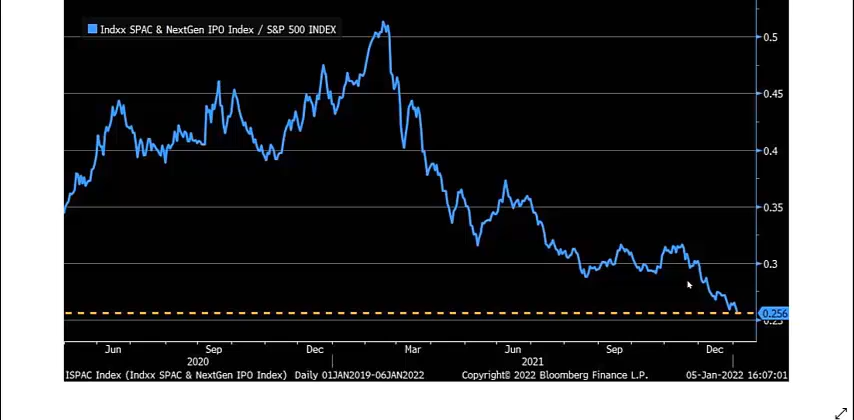 Indxx SPAC & NextGen IPO Index / S&P 500 INDEX
0.5
0.45
0.4
0.35
0.3
0.256
0.25
Jun Sep Dec Mar Jun Sep Dec
2020 2021
ISPAC Index (Indxx SPAC & NextGen IPO Index) Daily 01JAN2019-06JAN2022 Copyright© 2022 Bloomberg Finance L.P. 05-Jan-2022 16:07:01